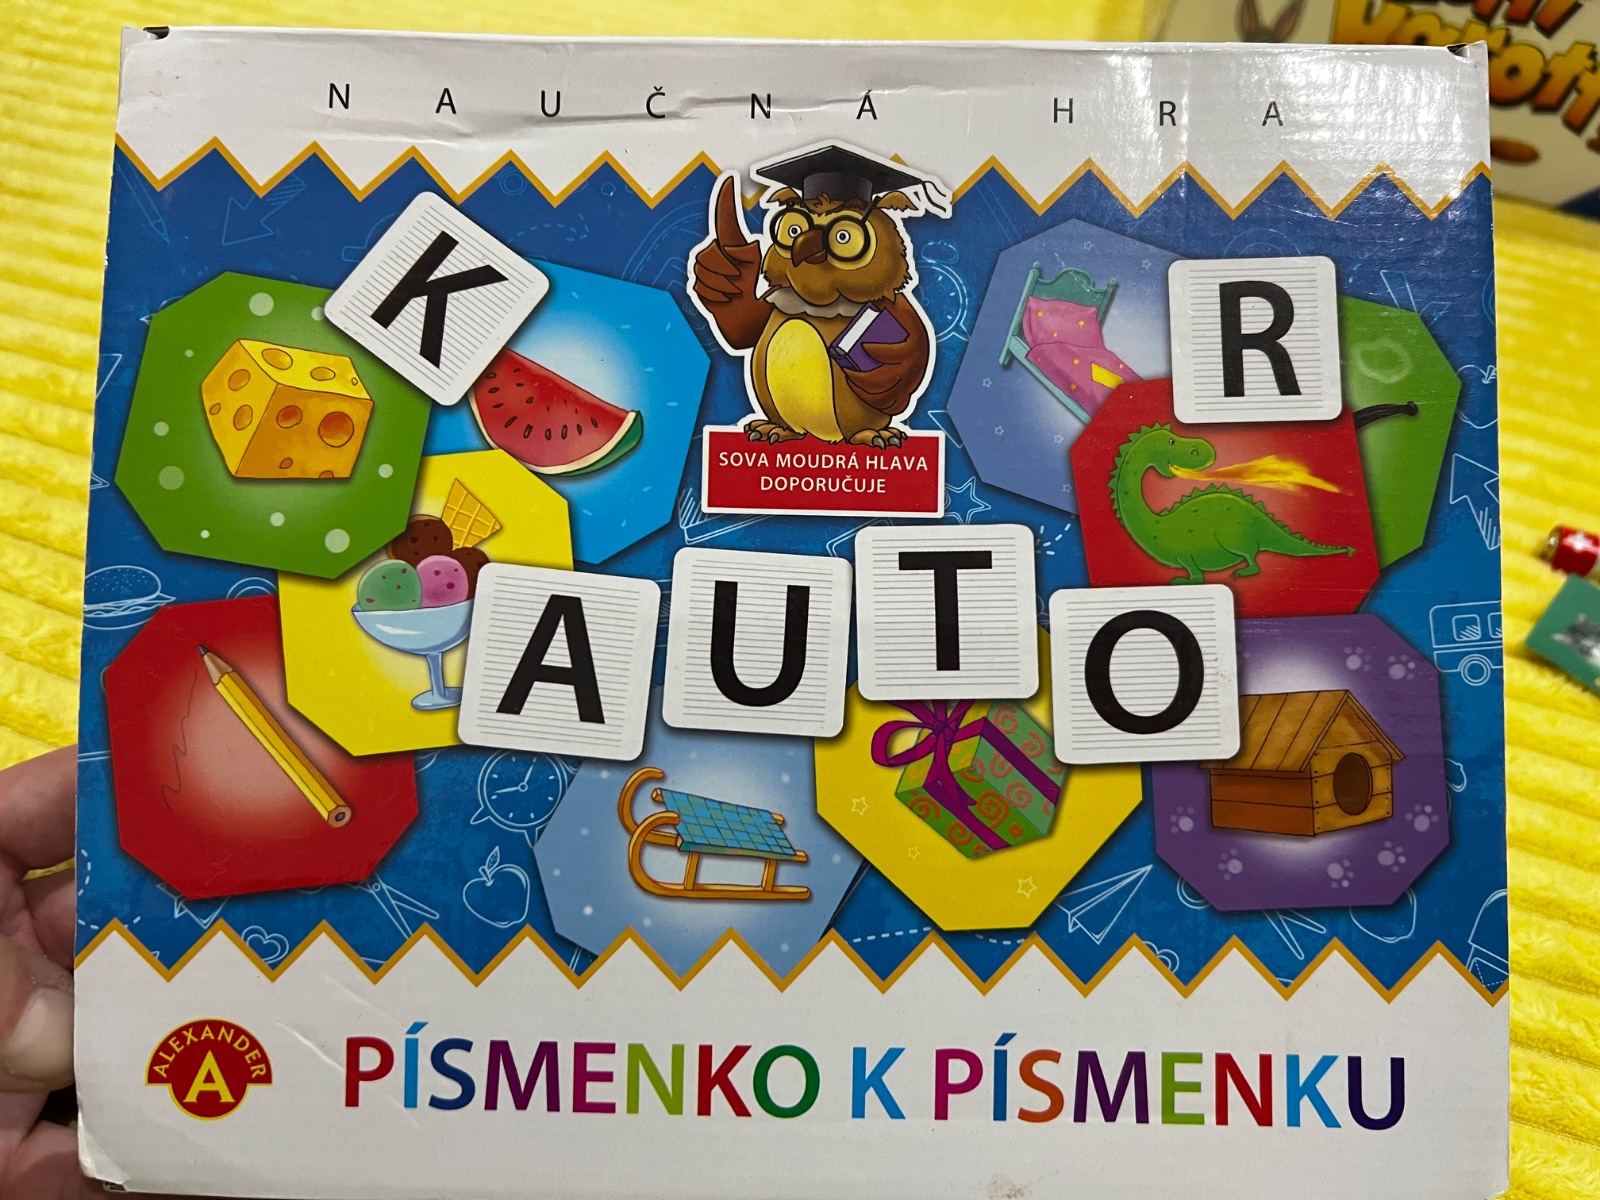 NAUČNÁ HRA
K
R
SOVA MOUDRÁ HLAVA
DOPORUČUJE
AUTO
ALEXANDER
A
PÍSMENKO K PÍSMENKU